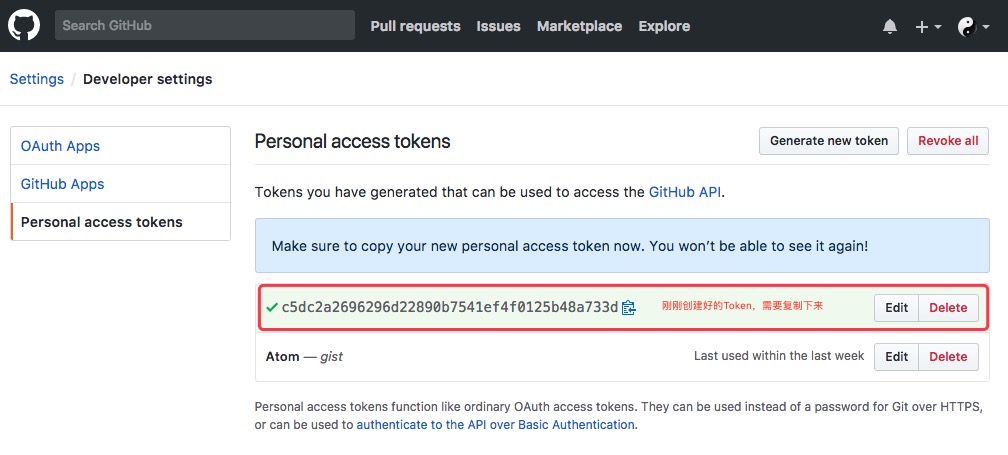 Search GitHub
Pull requests
Issues
Marketplace
Explore
Settings / Developer settings
OAuth Apps
GitHub Apps
Personal access tokens
Personal access tokens
Generate new token
Revoke all
Tokens you have generated that can be used to access the GitHub API.
Make sure to copy your new personal access token now. You won't be able to see it again!
c5dc2a2696296d22890b7541ef4f0125b48a733d
刚刚创建好的Token，需要复制下来
Edit
Delete
Atom — gist
Last used within the last week
Edit
Delete
Personal access tokens function like ordinary OAuth access tokens. They can be used instead of a password for Git over HTTPS,
or can be used to authenticate to the API over Basic Authentication.